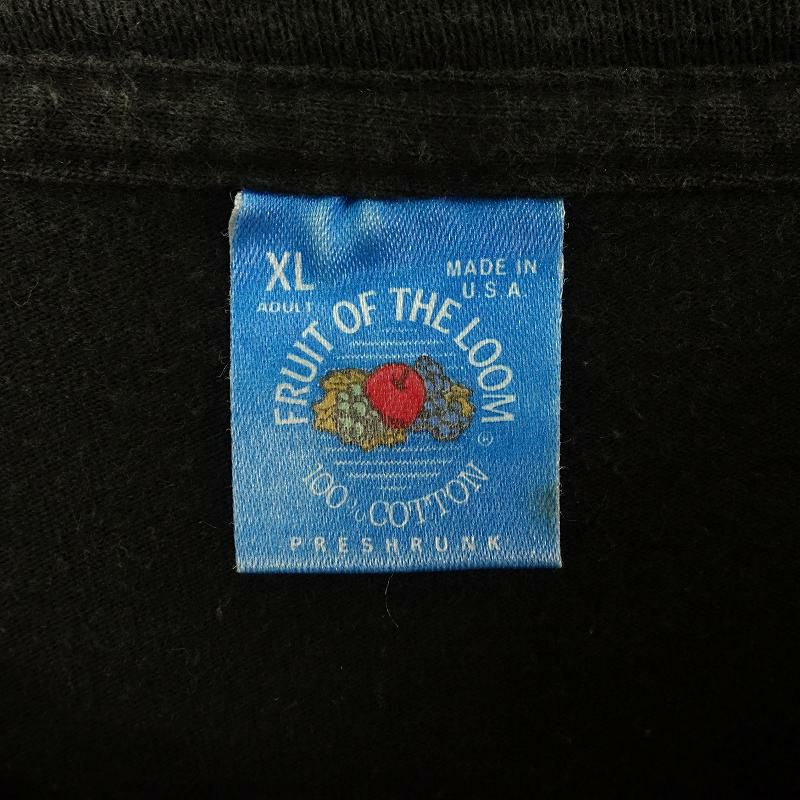 XL
ADULT
MADE IN
U.S.A.
FRUIT OF THE LOOM
®
100% COTTON
PRESHRUNK